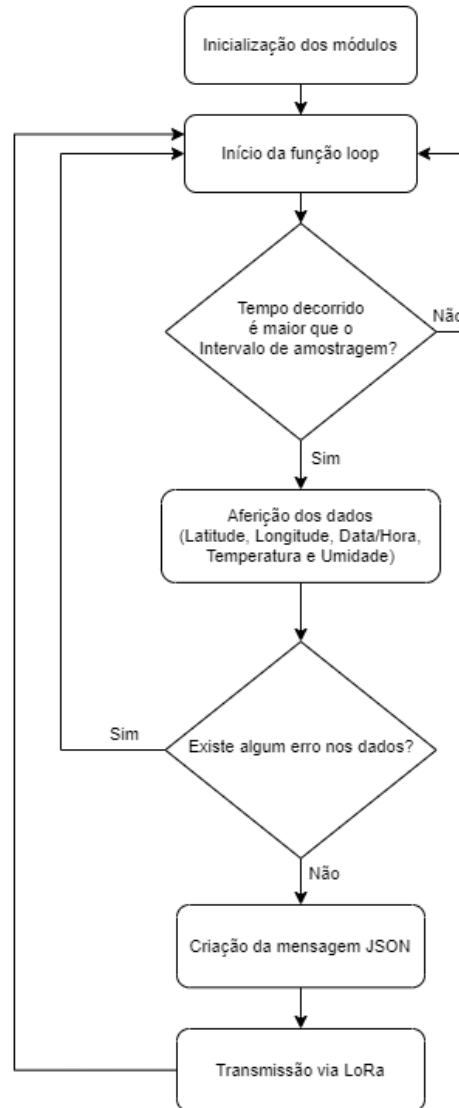 Inicialização dos módulos
Início da função loop
Tempo decorrido
é maior que o
Intervalo de amostragem?
Não
Sim
Aferição dos dados
(Latitude, Longitude, Data/Hora,
Temperatura e Umidade)
Sim
Existe algum erro nos dados?
Não
Criação da mensagem JSON
Transmissão via LoRa